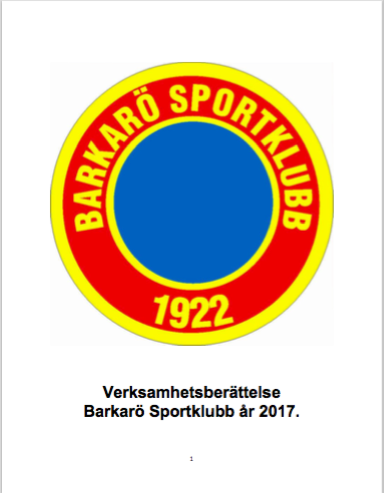 BARKARÖ SPORTKLUBB
1922
Verksamhetsberättelse
Barkarö Sportklubb år 2017.
1